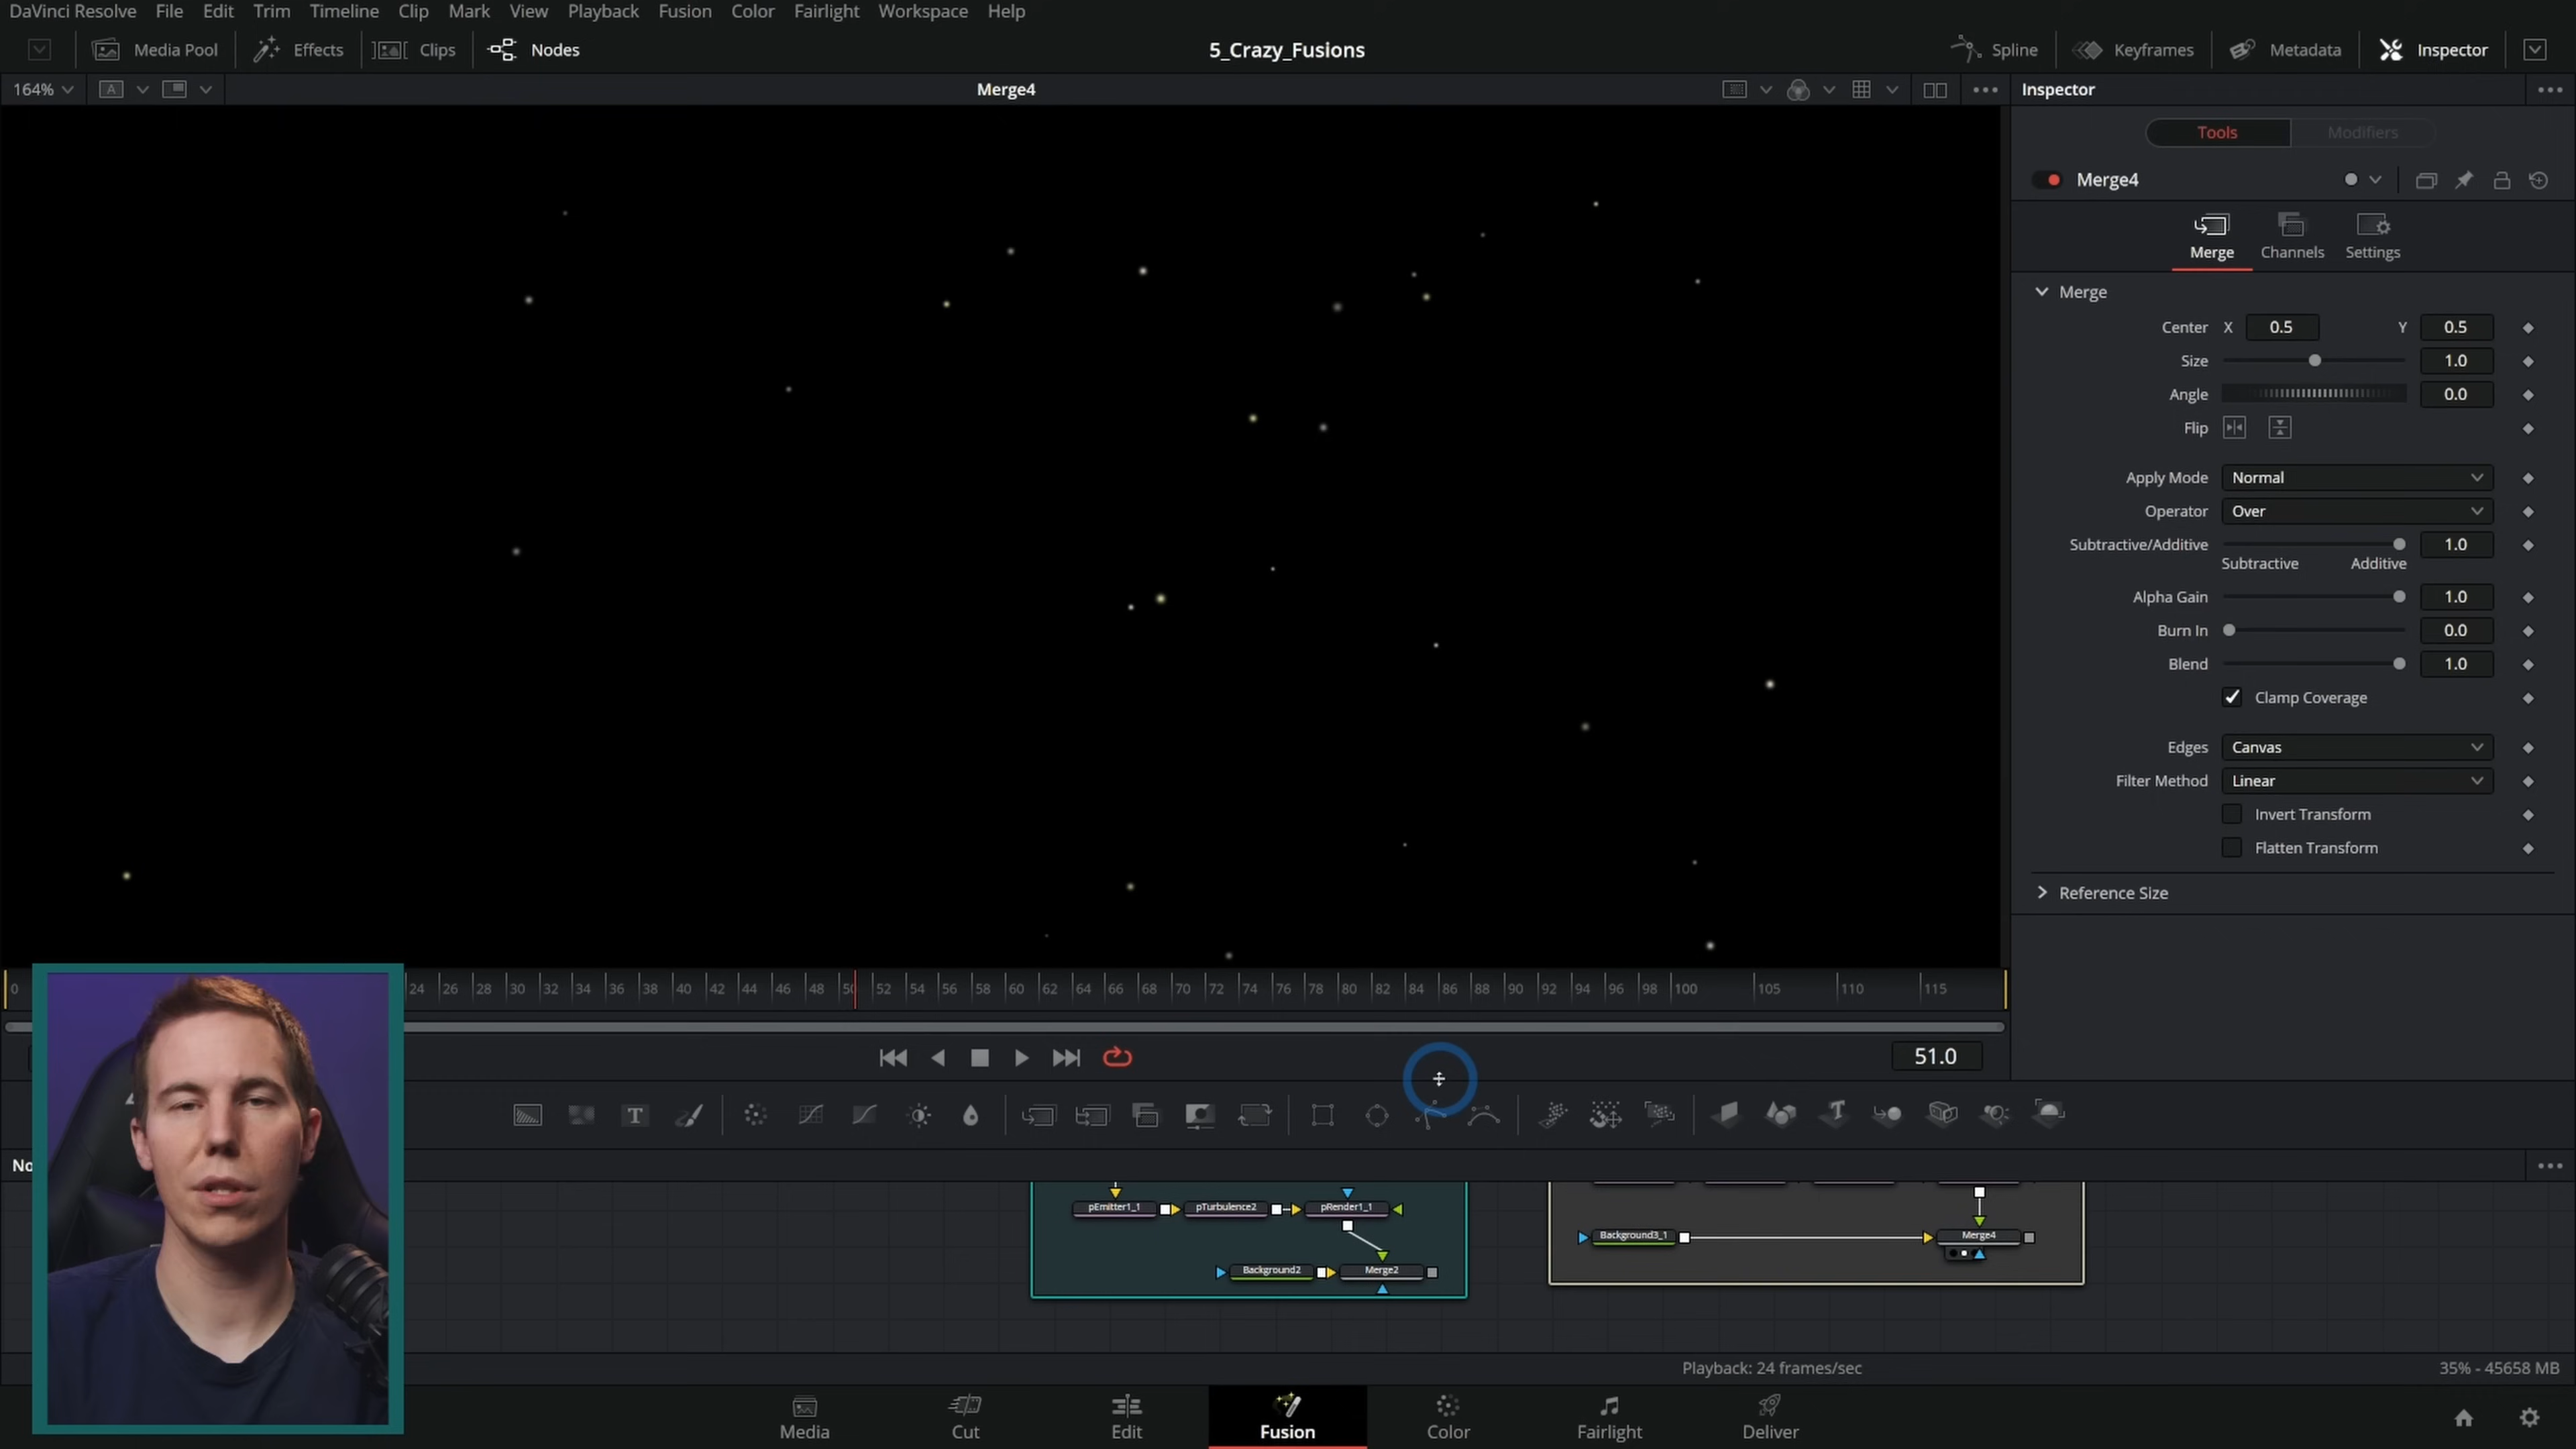 DaVinci Resolve File Edit Trim Timeline Clip Mark View Playback Fusion Color Fairlight Workspace Help
Media Pool Effects Clips Nodes 5_Crazy_Fusions Spline Keyframes Metadata Inspector
164% A Merge4 Inspector
Tools Modifiers
Merge4
Merge Channels Settings
Merge
Center X 0.5 Y 0.5
Size 1.0
Angle 0.0
Flip
Apply Mode Normal
Operator Over
Subtractive/Additive 1.0
Subtractive Additive
Alpha Gain 1.0
Burn In 0.0
Blend 1.0
Clamp Coverage
Edges Canvas
Filter Method Linear
Invert Transform
Flatten Transform
Reference Size
0 24 26 28 30 32 34 36 38 40 42 44 46 48 50 52 54 56 58 60 62 64 66 68 70 72 74 76 78 80 82 84 86 88 90 92 94 96 98 100 105 110 115
51.0
T T
No
pEmitter1_1 pTurbulence2 pRender1_1
Background3_1 Merge4
Background2 Merge2
Playback: 24 frames/sec 35% - 45658 MB
Media Cut Edit Fusion Color Fairlight Deliver